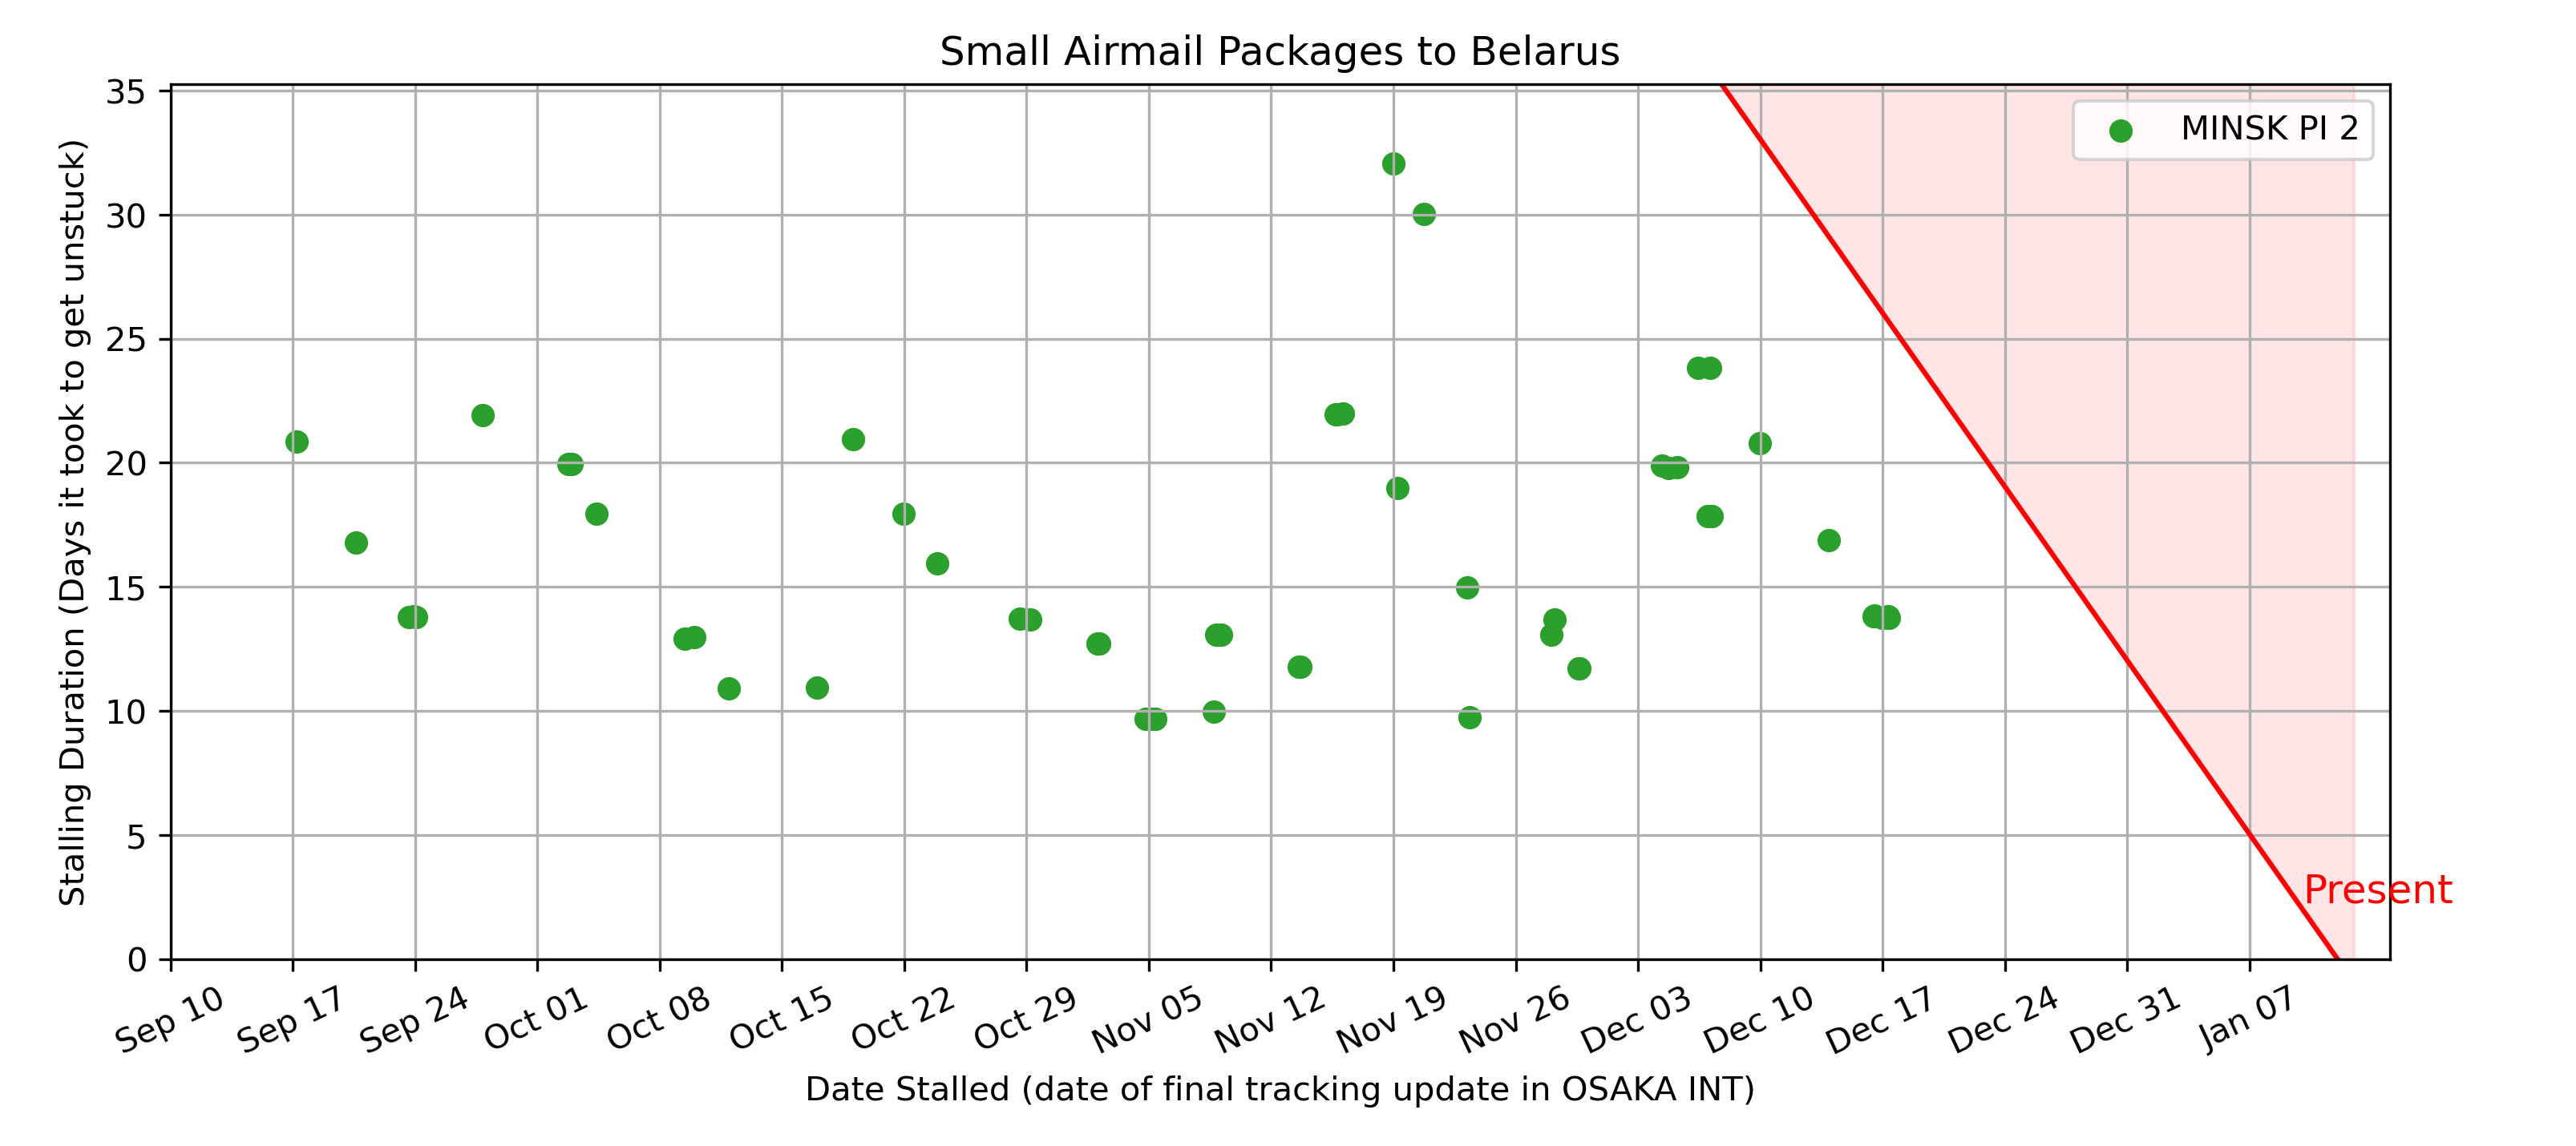 Small Airmail Packages to Belarus
MINSK PI 2
Stalling Duration (Days it took to get unstuck)
35
30
25
20
15
10
5
0
Present
Sep 10
Sep 17
Sep 24
Oct 01
Oct 08
Oct 15
Oct 22
Oct 29
Nov 05
Nov 12
Nov 19
Nov 26
Dec 03
Dec 10
Dec 17
Dec 24
Dec 31
Jan 07
Date Stalled (date of final tracking update in OSAKA INT)